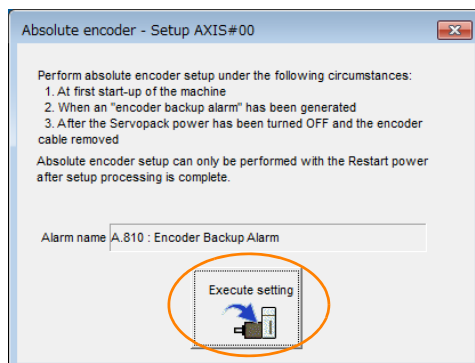 Absolute encoder - Setup AXIS#00
Perform absolute encoder setup under the following circumstances:
1. At first start-up of the machine
2. When an "encoder backup alarm" has been generated
3. After the Servopack power has been turned OFF and the encoder
cable removed
Absolute encoder setup can only be performed with the Restart power
after setup processing is complete.
Alarm name A.810 : Encoder Backup Alarm
Execute setting